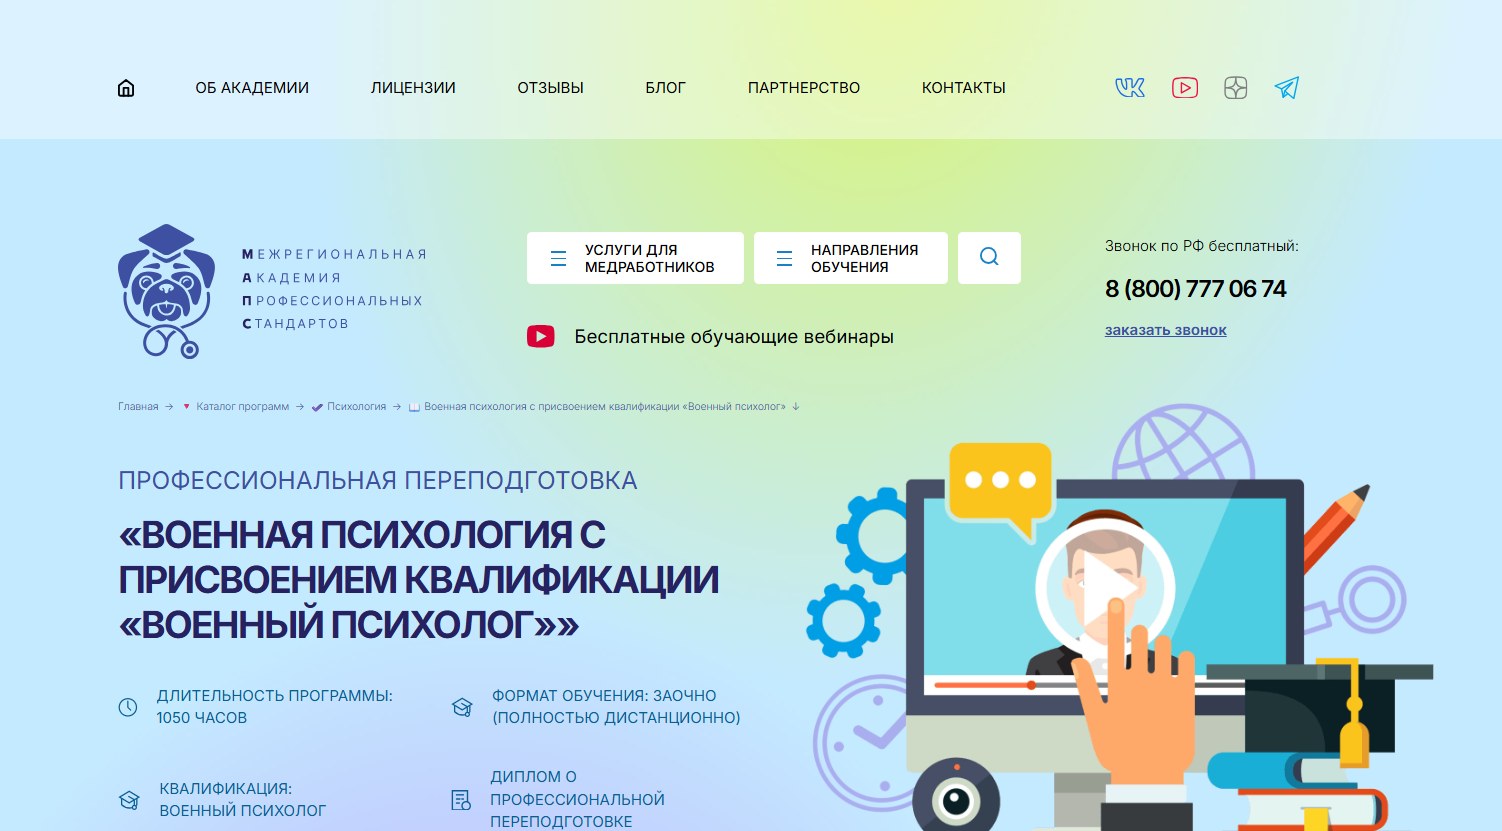 ОБ АКАДЕМИИ ЛИЦЕНЗИИ ОТЗЫВЫ БЛОГ ПАРТНЕРСТВО КОНТАКТЫ
МЕЖРЕГИОНАЛЬНАЯ
АКАДЕМИЯ
ПРОФЕССИОНАЛЬНЫХ
СТАНДАРТОВ
УСЛУГИ ДЛЯ
МЕДРАБОТНИКОВ
НАПРАВЛЕНИЯ
ОБУЧЕНИЯ
Бесплатные обучающие вебинары
Звонок по РФ бесплатный:
8 (800) 777 06 74
заказать звонок
Главная → Каталог программ → Психология → Военная психология с присвоением квалификации «Военный психолог» ↓
ПРОФЕССИОНАЛЬНАЯ ПЕРЕПОДГОТОВКА
«ВОЕННАЯ ПСИХОЛОГИЯ С
ПРИСВОЕНИЕМ КВАЛИФИКАЦИИ
«ВОЕННЫЙ ПСИХОЛОГ»»
ДЛИТЕЛЬНОСТЬ ПРОГРАММЫ:
1050 ЧАСОВ
ФОРМАТ ОБУЧЕНИЯ: ЗАОЧНО
(ПОЛНОСТЬЮ ДИСТАНЦИОННО)
КВАЛИФИКАЦИЯ:
ВОЕННЫЙ ПСИХОЛОГ
ДИПЛОМ О
ПРОФЕССИОНАЛЬНОЙ
ПЕРЕПОДГОТОВКЕ